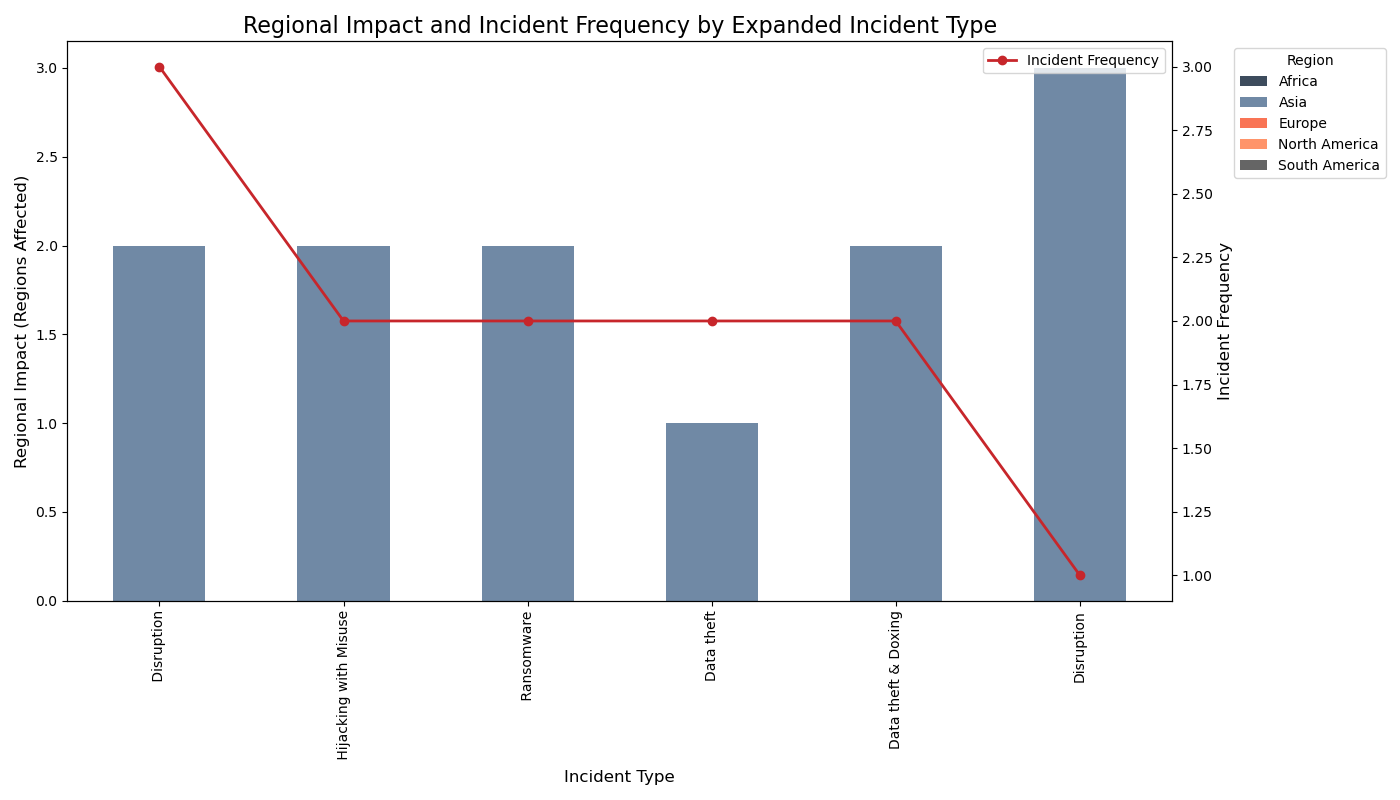 Regional Impact and Incident Frequency by Expanded Incident Type
Regional Impact (Regions Affected)
3.0
2.5
2.0
1.5
1.0
0.5
0.0
Disruption
Hijacking with Misuse
Ransomware
Data theft
Data theft & Doxing
Disruption
Incident Type
Incident Frequency
3.00
2.75
2.50
2.25
2.00
1.75
1.50
1.25
1.00
Incident Frequency
Region
Africa
Asia
Europe
North America
South America